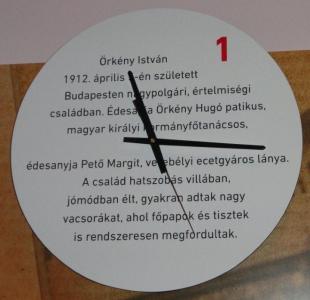 1
Örkény István
1912. április -én született
Budapesten nagypolgári, értelmiségi
családban. Édesapja Örkény Hugó patikus,
magyar királyi kormányfőtanácsos,
édesanyja Pető Margit, verebélyi ecetgyáros lánya.
A család hatszobás villában,
jómódban élt, gyakran adtak nagy
vacsorákat, ahol főpapok és tisztek
is rendszeresen megfordultak.